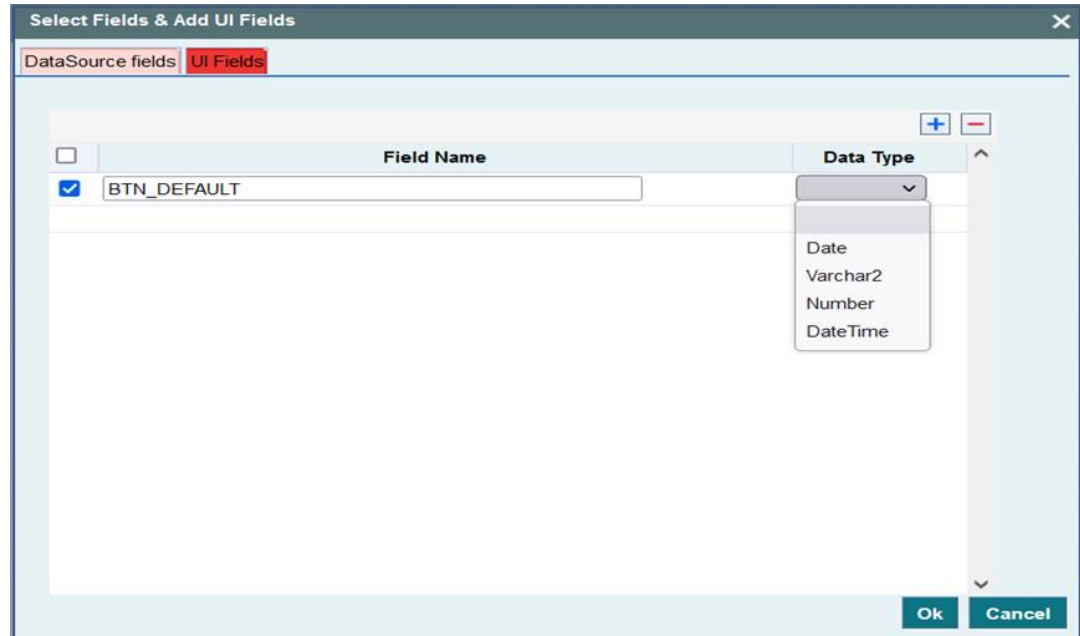 Select Fields & Add UI Fields
DataSource fields UI Fields
Field Name Data Type
BTN_DEFAULT
Date
Varchar2
Number
DateTime
Ok Cancel